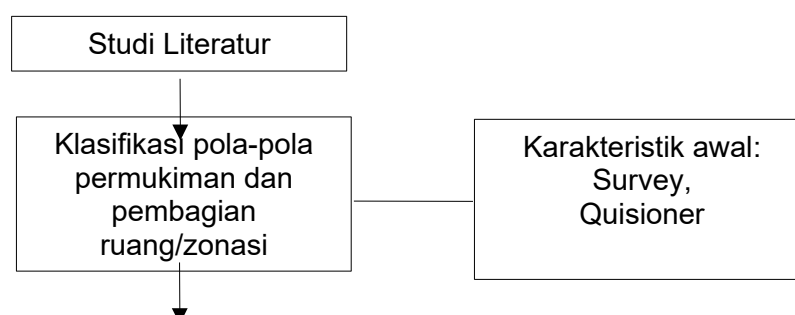 Studi Literatur
Klasifikasi pola-pola
permukiman dan
pembagian
ruang/zonasi
Karakteristik awal:
Survey,
Quisioner